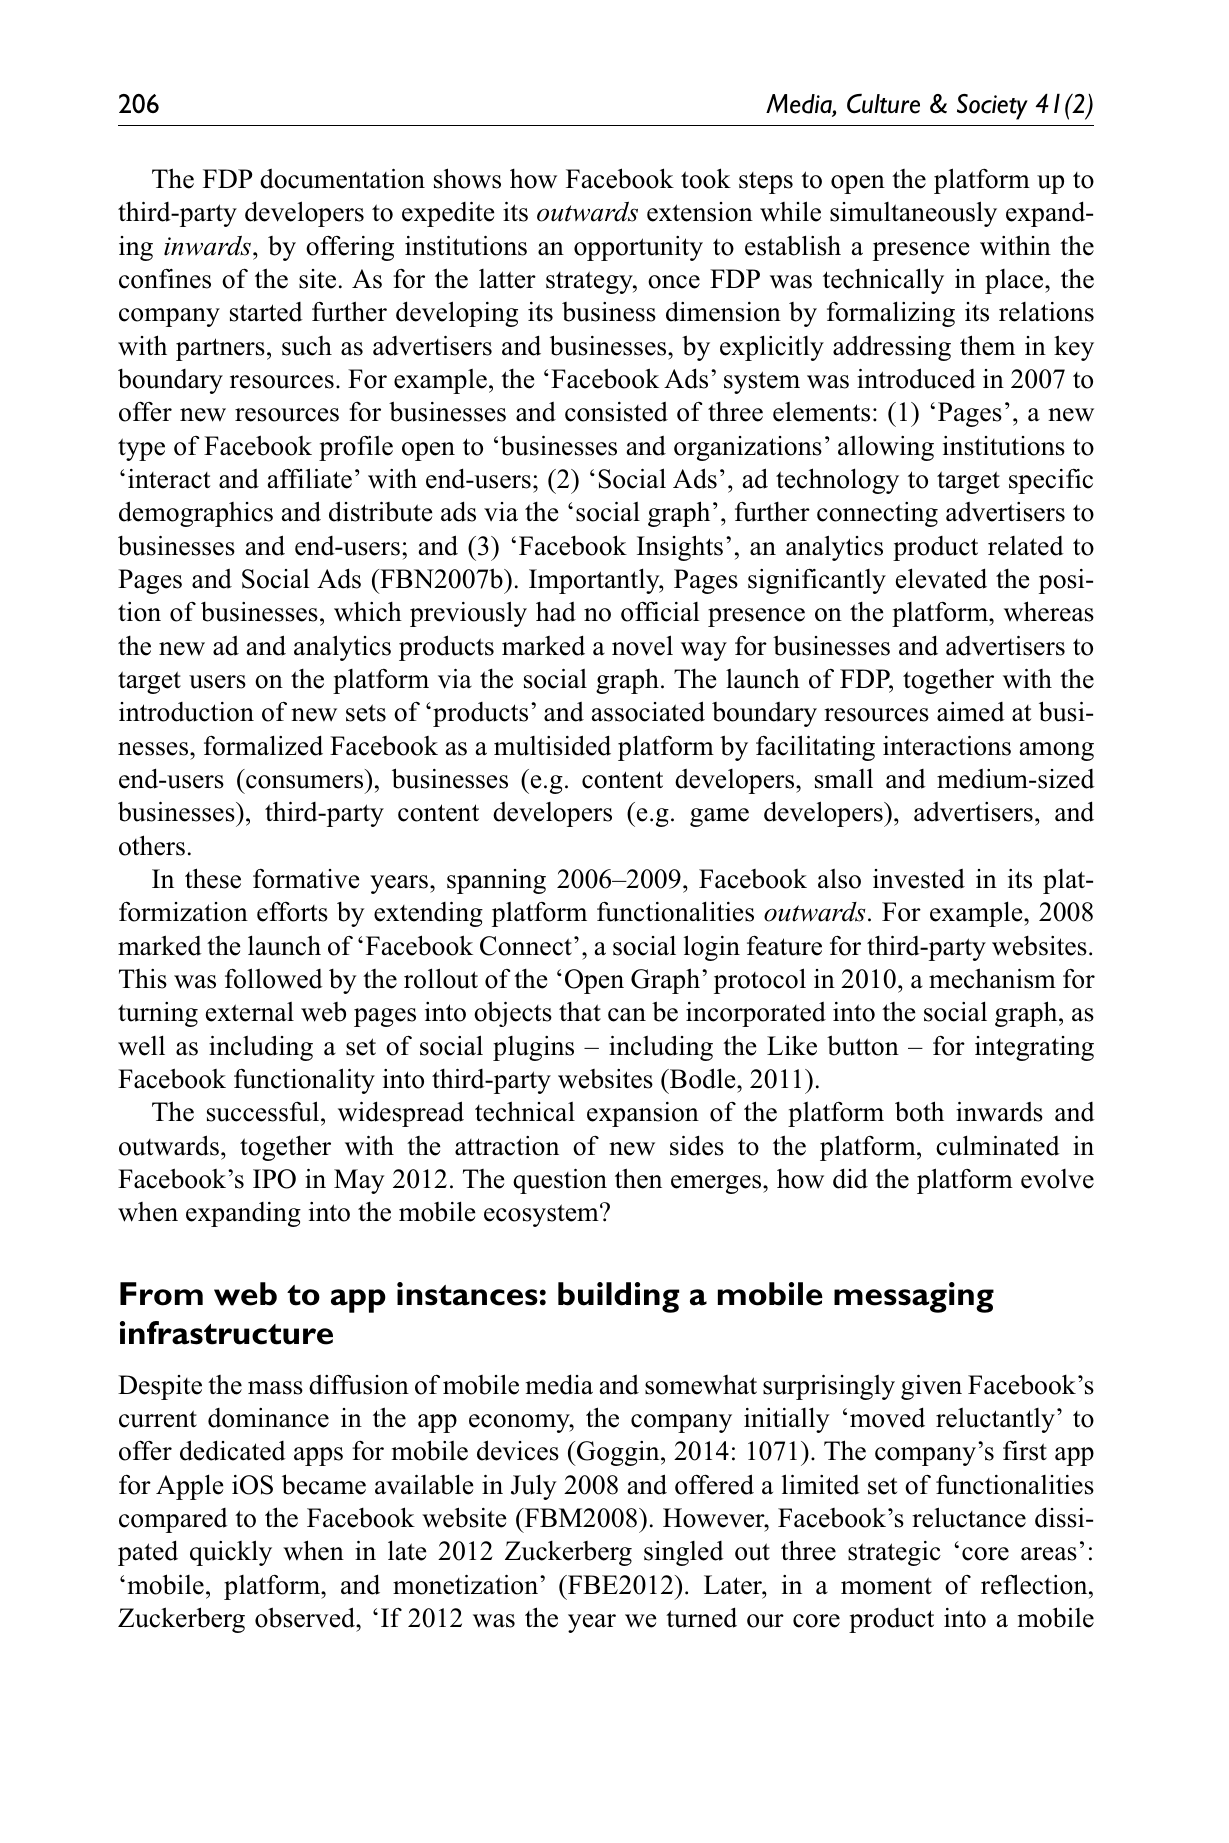 206
Media, Culture & Society 41(2)
The FDP documentation shows how Facebook took steps to open the platform up to
third-party developers to expedite its outwards extension while simultaneously expand-
ing inwards, by offering institutions an opportunity to establish a presence within the
confines of the site. As for the latter strategy, once FDP was technically in place, the
company started further developing its business dimension by formalizing its relations
with partners, such as advertisers and businesses, by explicitly addressing them in key
boundary resources. For example, the ‘Facebook Ads’ system was introduced in 2007 to
offer new resources for businesses and consisted of three elements: (1) ‘Pages’, a new
type of Facebook profile open to ‘businesses and organizations’ allowing institutions to
‘interact and affiliate’ with end-users; (2) ‘Social Ads’, ad technology to target specific
demographics and distribute ads via the ‘social graph’, further connecting advertisers to
businesses and end-users; and (3) ‘Facebook Insights’, an analytics product related to
Pages and Social Ads (FBN2007b). Importantly, Pages significantly elevated the posi-
tion of businesses, which previously had no official presence on the platform, whereas
the new ad and analytics products marked a novel way for businesses and advertisers to
target users on the platform via the social graph. The launch of FDP, together with the
introduction of new sets of ‘products’ and associated boundary resources aimed at busi-
nesses, formalized Facebook as a multisided platform by facilitating interactions among
end-users (consumers), businesses (e.g. content developers, small and medium-sized
businesses), third-party content developers (e.g. game developers), advertisers, and
others.
In these formative years, spanning 2006–2009, Facebook also invested in its plat-
formization efforts by extending platform functionalities outwards. For example, 2008
marked the launch of ‘Facebook Connect’, a social login feature for third-party websites.
This was followed by the rollout of the ‘Open Graph’ protocol in 2010, a mechanism for
turning external web pages into objects that can be incorporated into the social graph, as
well as including a set of social plugins – including the Like button – for integrating
Facebook functionality into third-party websites (Bodle, 2011).
The successful, widespread technical expansion of the platform both inwards and
outwards, together with the attraction of new sides to the platform, culminated in
Facebook’s IPO in May 2012. The question then emerges, how did the platform evolve
when expanding into the mobile ecosystem?
From web to app instances: building a mobile messaging
infrastructure
Despite the mass diffusion of mobile media and somewhat surprisingly given Facebook’s
current dominance in the app economy, the company initially ‘moved reluctantly’ to
offer dedicated apps for mobile devices (Goggin, 2014: 1071). The company’s first app
for Apple iOS became available in July 2008 and offered a limited set of functionalities
compared to the Facebook website (FBM2008). However, Facebook’s reluctance dissi-
pated quickly when in late 2012 Zuckerberg singled out three strategic ‘core areas’:
‘mobile, platform, and monetization’ (FBE2012). Later, in a moment of reflection,
Zuckerberg observed, ‘If 2012 was the year we turned our core product into a mobile